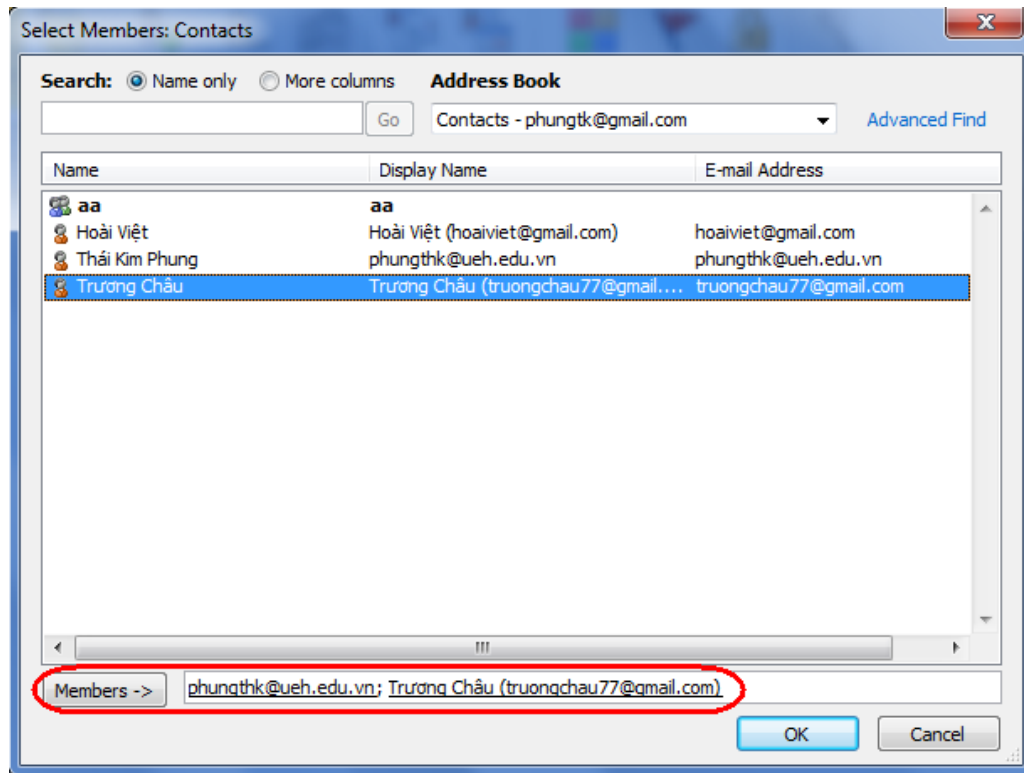 Select Members: Contacts
Search: Name only More columns Address Book
Go Contacts - phungtk@gmail.com Advanced Find
Name Display Name E-mail Address
aa aa
Hoài Việt Hoài Việt (hoaiviet@gmail.com) hoaiviet@gmail.com
Thái Kim Phung phungthk@ueh.edu.vn phungthk@ueh.edu.vn
Trương Châu Trương Châu (truongchau77@gmail.... truongchau77@gmail.com
Members -> phungthk@ueh.edu.vn; Trương Châu (truongchau77@gmail.com)
OK Cancel